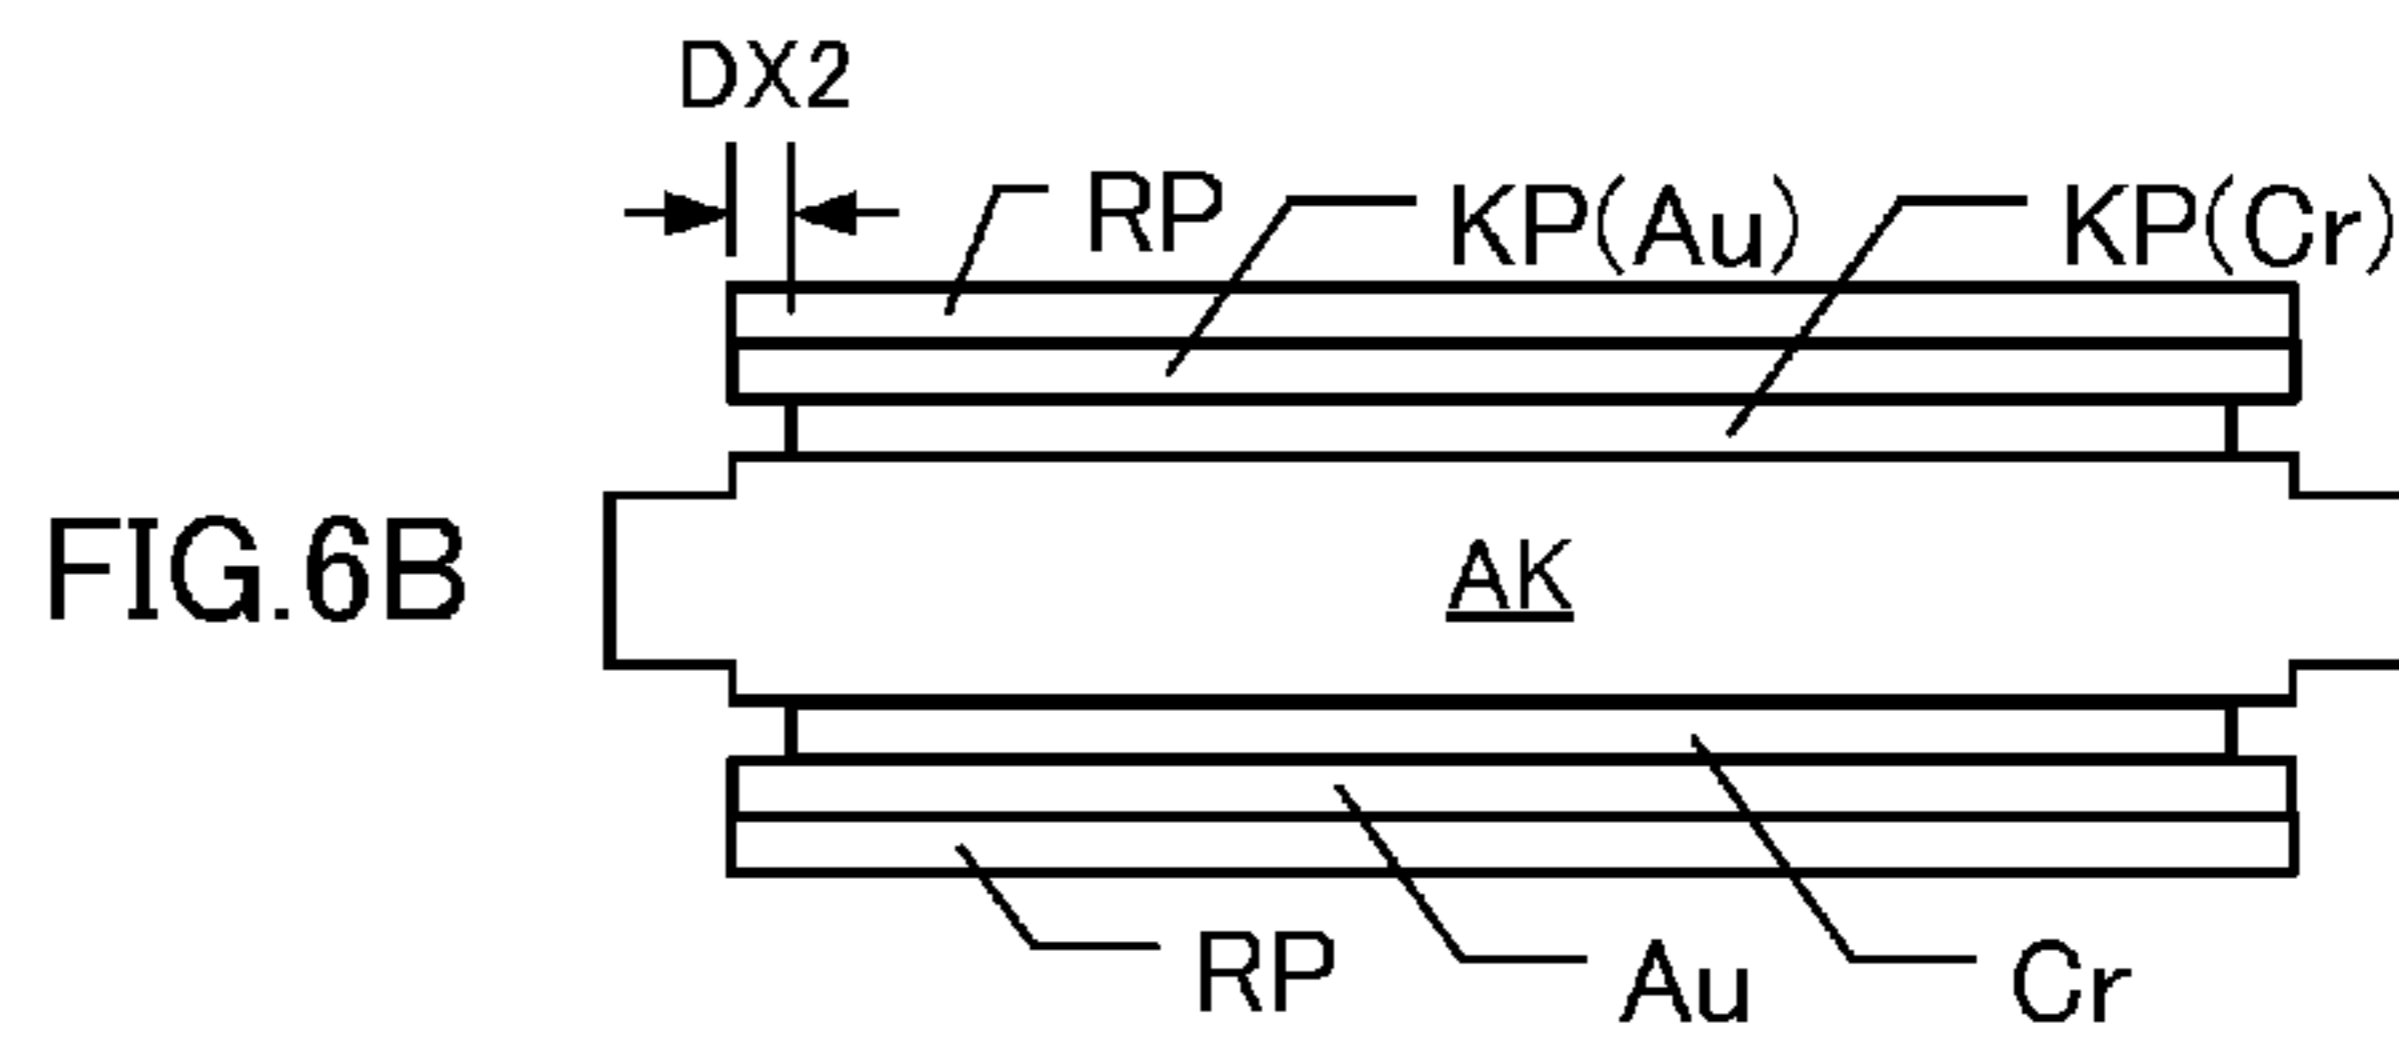 DX2
RP KP(Au) KP(Cr)
FIG.6B
AK
RP Au Cr